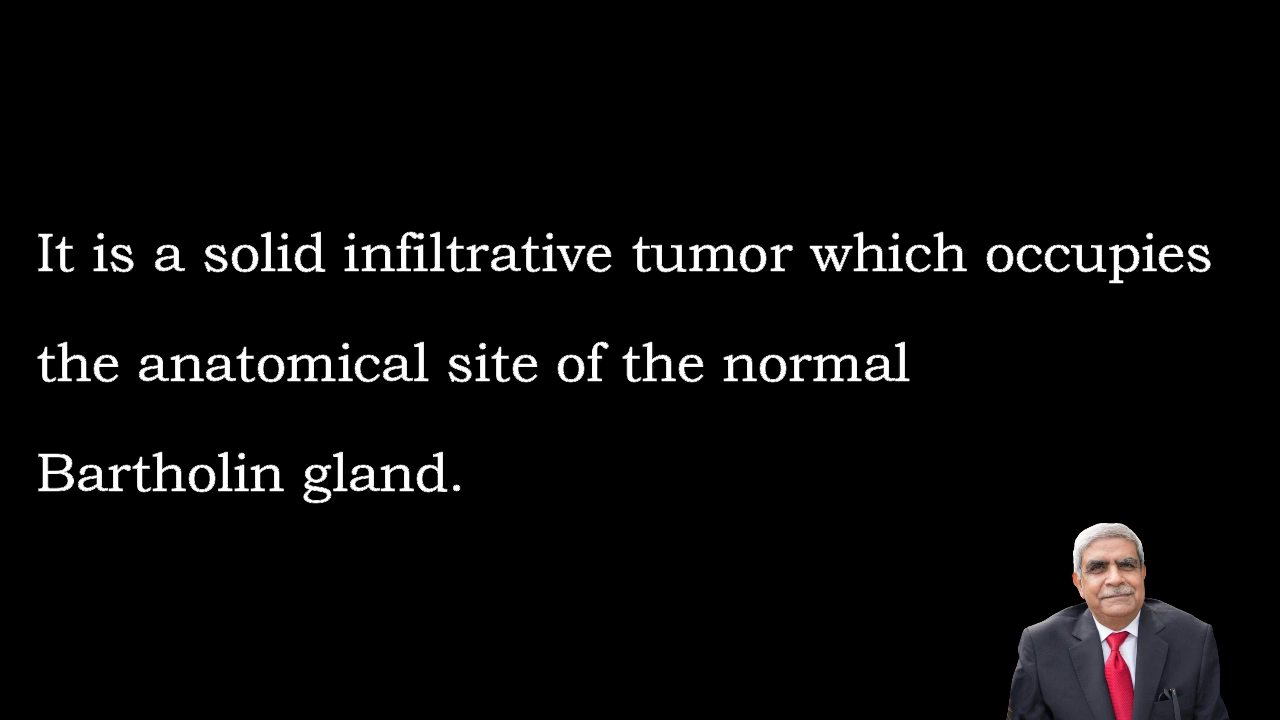 It is a solid infiltrative tumor which occupies
the anatomical site of the normal
Bartholin gland.